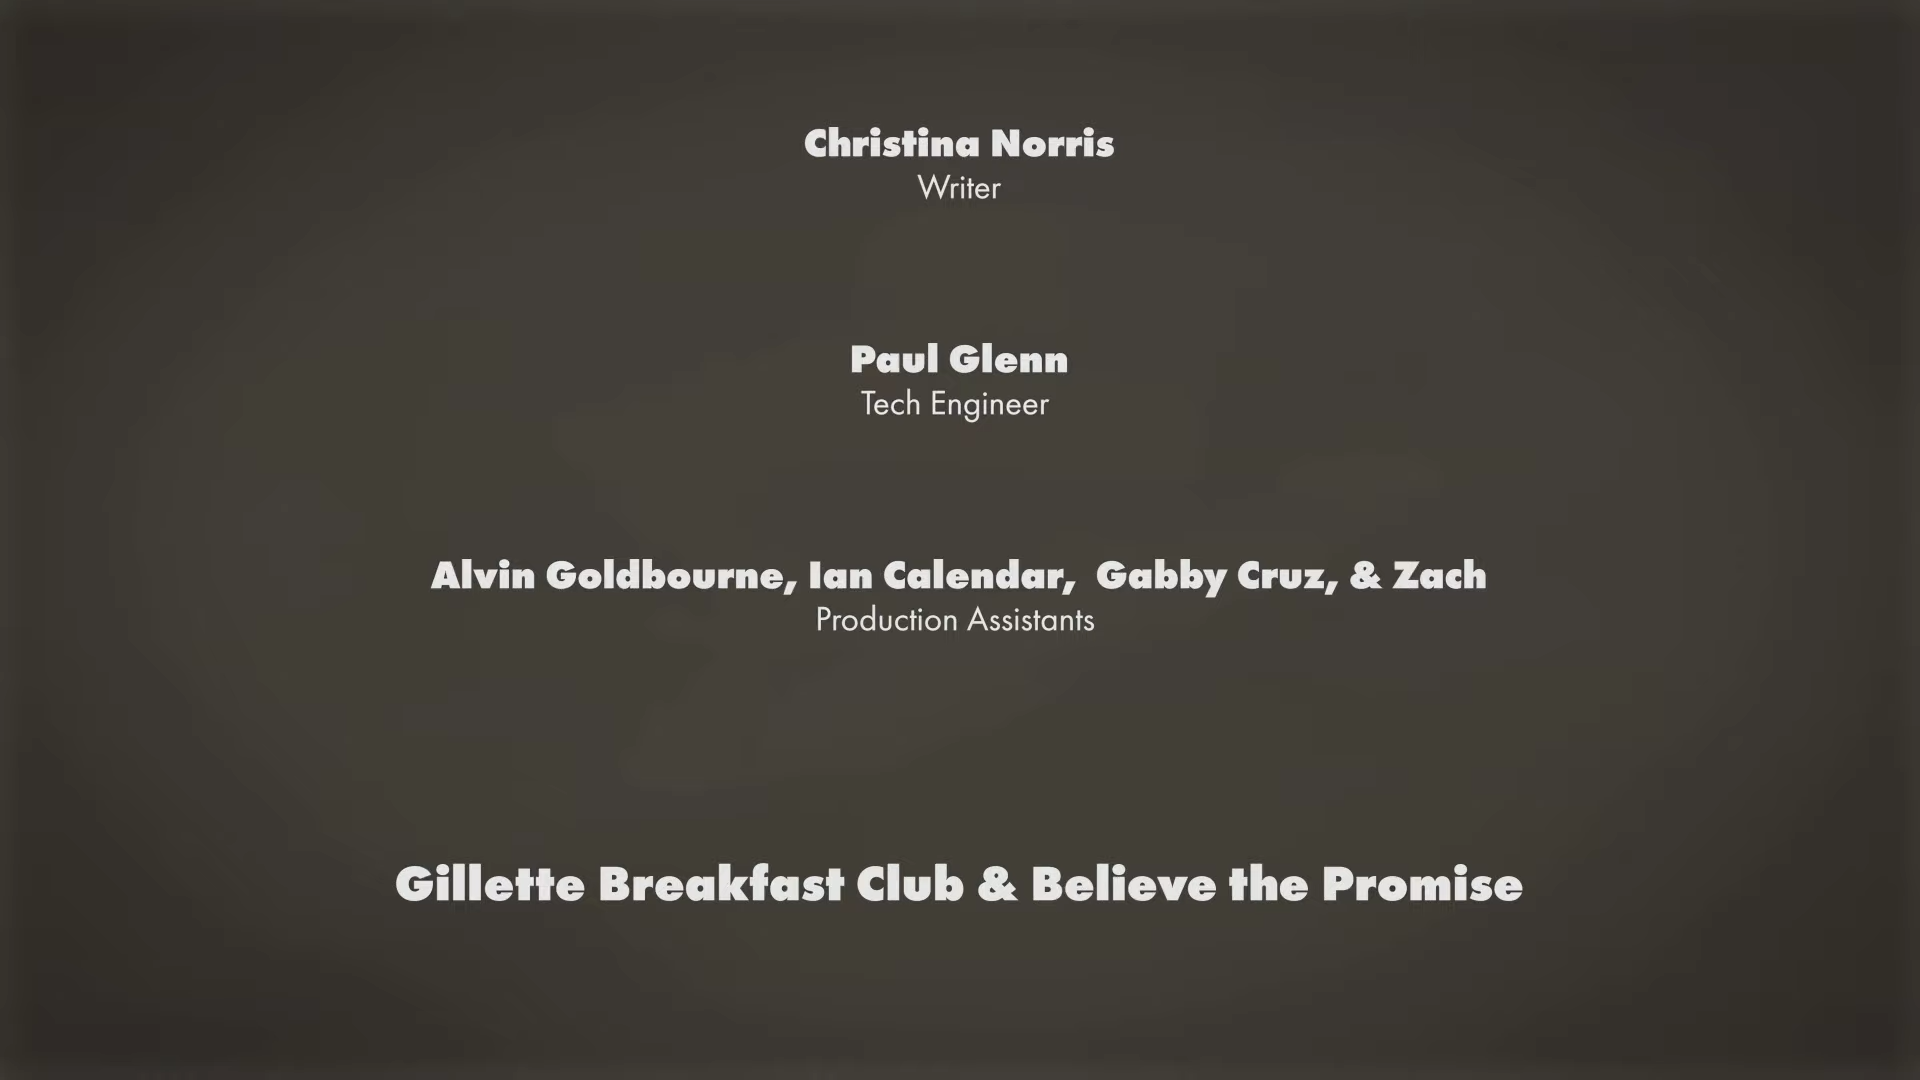 Christina Norris
Writer
Paul Glenn
Tech Engineer
Alvin Goldbourne, Ian Calendar,  Gabby Cruz, & Zach
Production Assistants
Gillette Breakfast Club & Believe the Promise